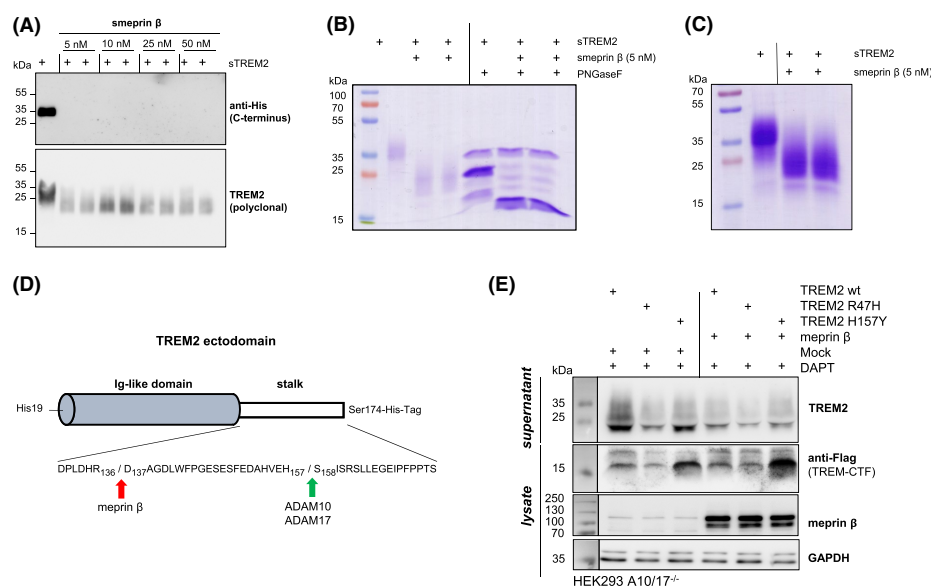 (A)
smeprin β
5 nM 10 nM 25 nM 50 nM
kDa + + + + + + + + + sTREM2
55
35
25
anti-His
(C-terminus)
55
35
25
15
TREM2
(polyclonal)
(B)
+ + + + + + sTREM2
+ + + + smeprin β (5 nM)
+ + + PNGaseF
kDa
100
70
55
35
25
15
(C)
+ + + sTREM2
+ + smeprin β (5 nM)
kDa
70
55
35
25
15
(D)
TREM2 ectodomain
Ig-like domain stalk
His19 Ser174-His-Tag
DPLDHR136 / D137AGDLWFPGESESFEDAHVEH157 / S158ISRSLLEGEIPFPPTS
meprin β
ADAM10
ADAM17
(E)
+ + TREM2 wt
+ + TREM2 R47H
+ + TREM2 H157Y
+ + + meprin β
+ + + Mock
+ + + + + + DAPT
kDa
supernatant
35
25
TREM2
lysate
15
anti-Flag
(TREM-CTF)
250
130
100
70
meprin β
35
GAPDH
HEK293 A10/17-/-